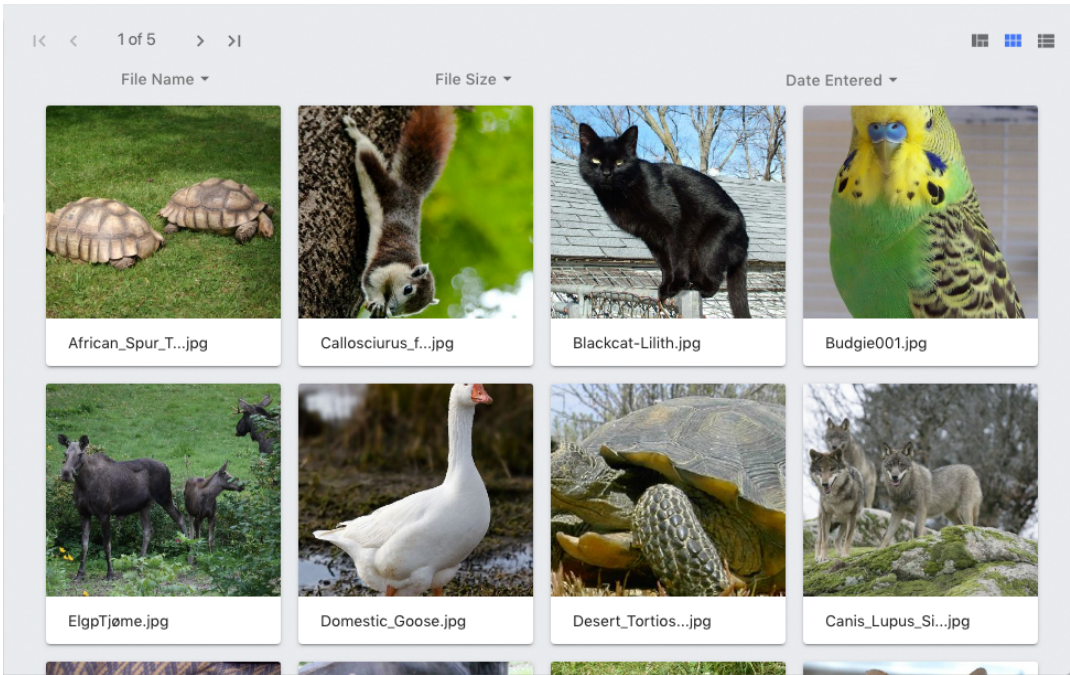 1 of 5
File Name
File Size
Date Entered
African_Spur_T...jpg
Callosciurus_f...jpg
Blackcat-Lilith.jpg
Budgie001.jpg
ElgpTjøme.jpg
Domestic_Goose.jpg
Desert_Tortios...jpg
Canis_Lupus_Si...jpg